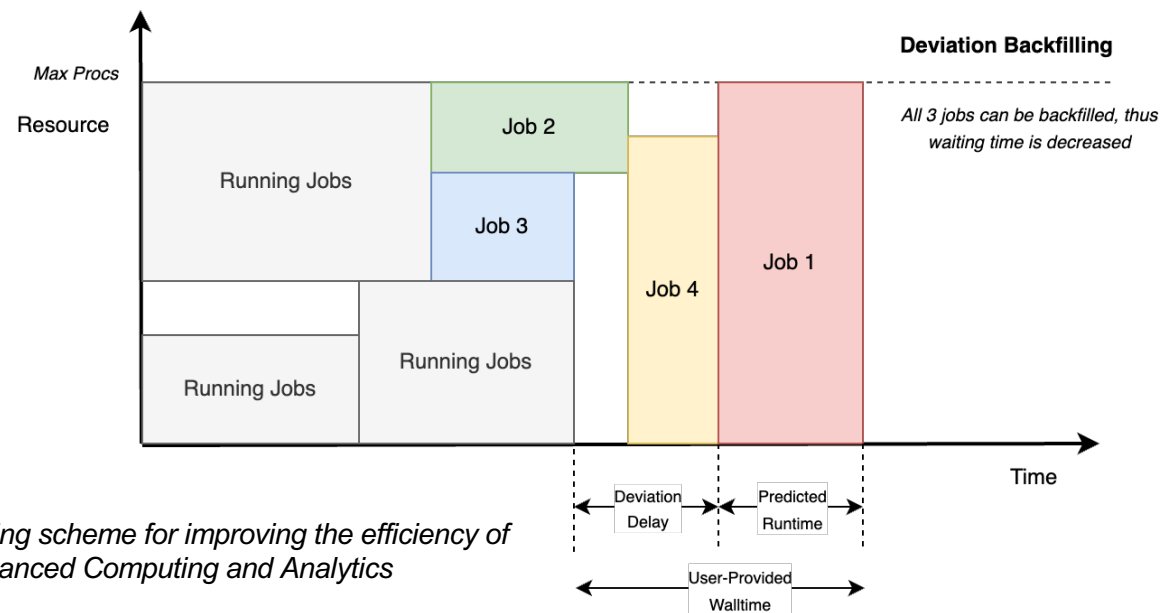 Deviation Backfilling
Max Procs
Resource
All 3 jobs can be backfilled, thus
waiting time is decreased
Job 2
Running Jobs
Job 3
Job 4
Job 1
Running Jobs
Running Jobs
Time
Deviation
Delay
Predicted
Runtime
ing scheme for improving the efficiency of
anced Computing and Analytics
User-Provided
Walltime